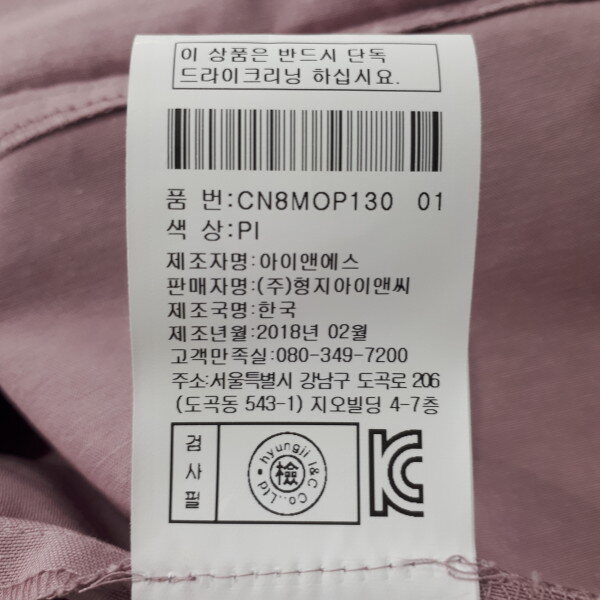 이 상품은 반드시 단독
드라이크리닝 하십시요.
품 번:CN8MOP130 01
색 상:PI
제조자명:아이앤에스
판매자명:(주)형지아이앤씨
제조국명:한국
제조년월:2018년 02월
고객만족실:080-349-7200
주소:서울특별시 강남구 도곡로 206
(도곡동 543-1) 지오빌딩 4-7층
검사필
hyungji I&C Co.,Ltd
檢
KC